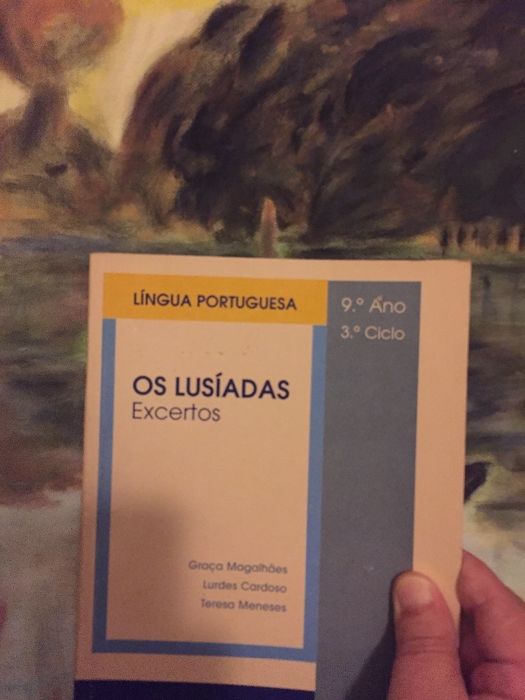 LÍNGUA PORTUGUESA
9.º Ano
3.º Ciclo
OS LUSÍADAS
Excertos
Graça Magalhães
Lurdes Cardoso
Teresa Meneses